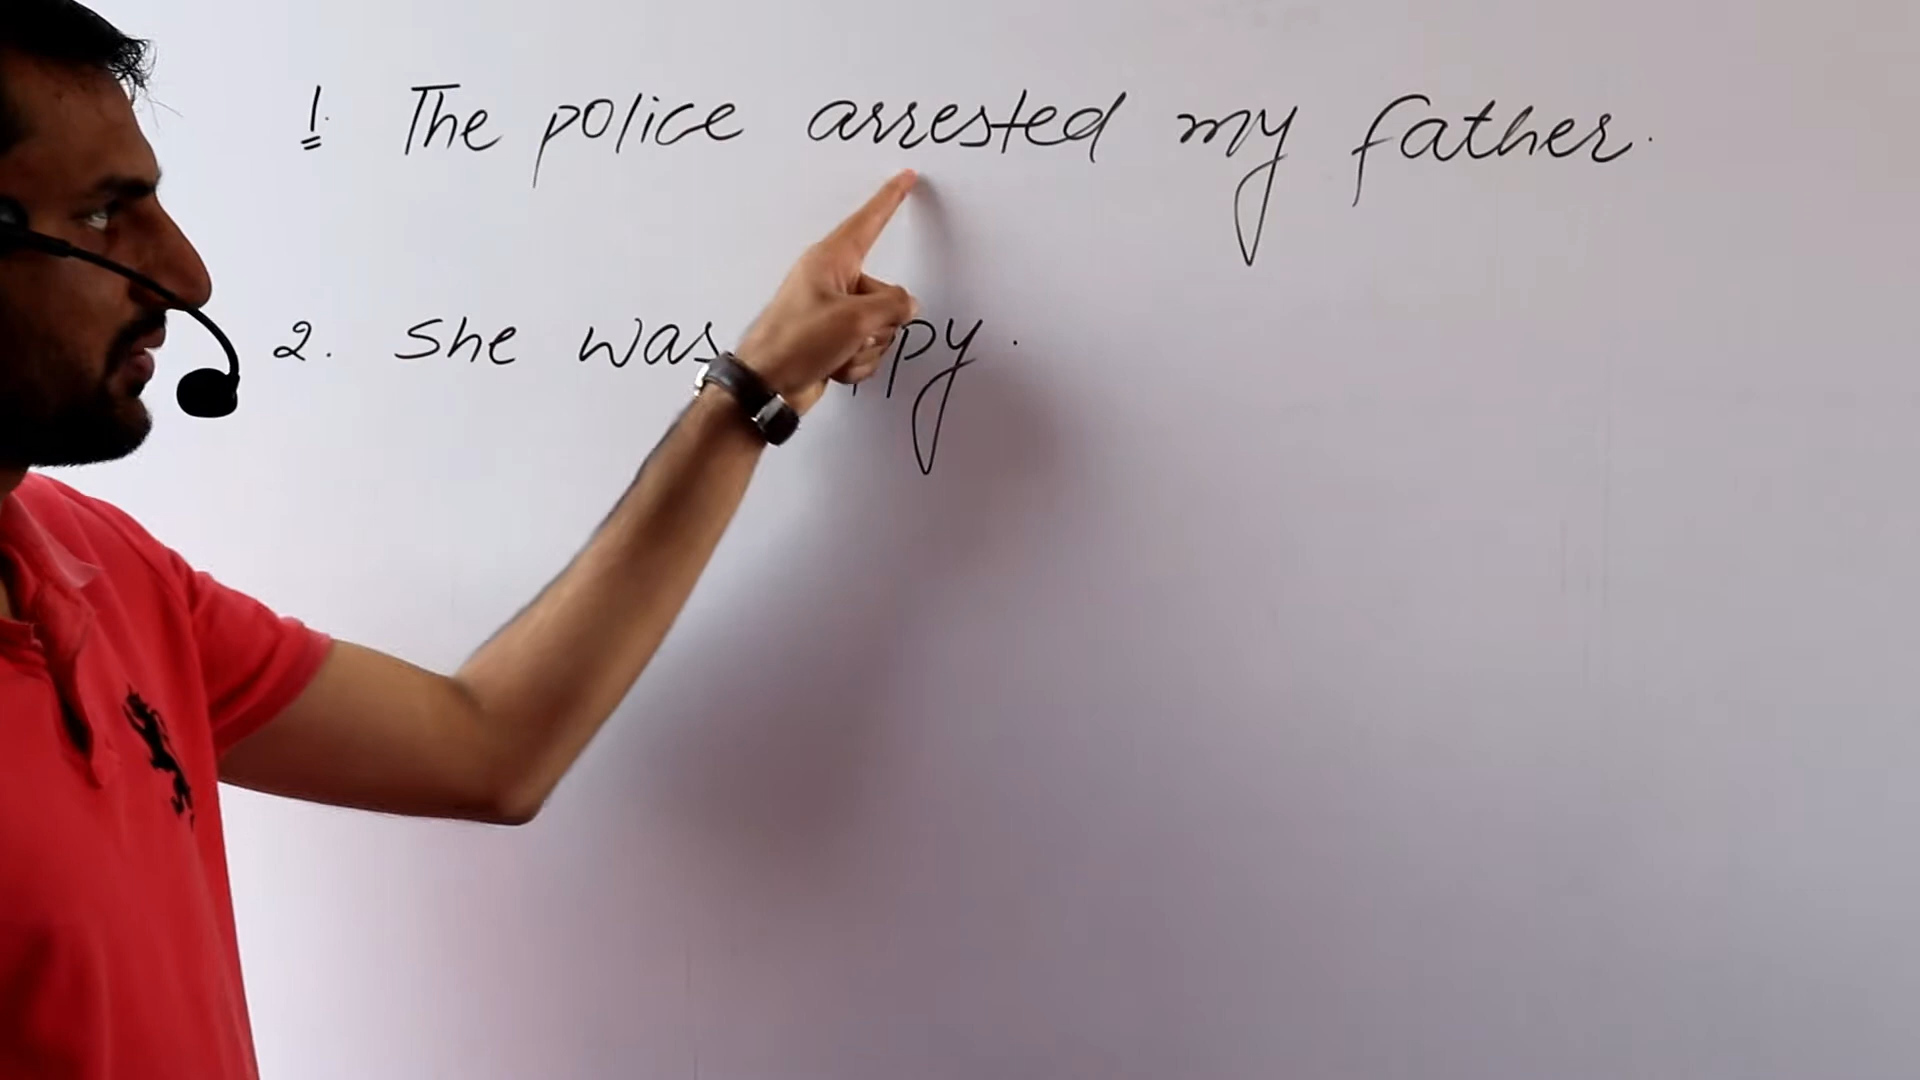 1. The police arrested my father.
2. She was